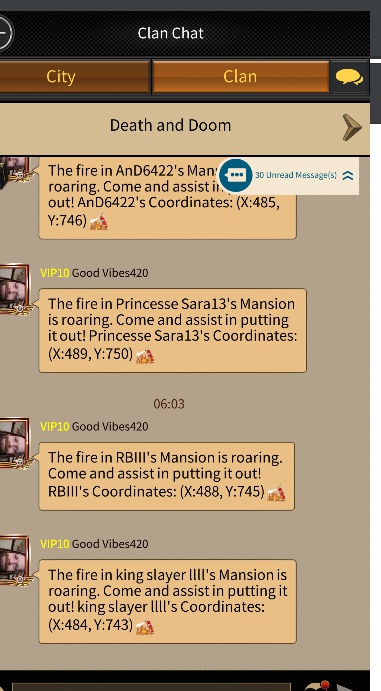 Clan Chat
City
Clan
Death and Doom
The fire in AnD6422's
roaring. Come and assist
out! AnD6422's Coordinates: (X:485,
Y:746)
30 Unread Message(s)
VIP10 Good Vibes420
The fire in Princesse Sara13's Mansion
is roaring. Come and assist in putting
it out! Princesse Sara13's Coordinates:
(X:489, Y:750)
06:03
VIP10 Good Vibes420
The fire in RBIII's Mansion is roaring.
Come and assist in putting it out!
RBIII's Coordinates: (X:488, Y:745)
VIP10 Good Vibes420
The fire in king slayer llll's Mansion is
roaring. Come and assist in putting it
out! king slayer llll's Coordinates:
(X:484, Y:743)